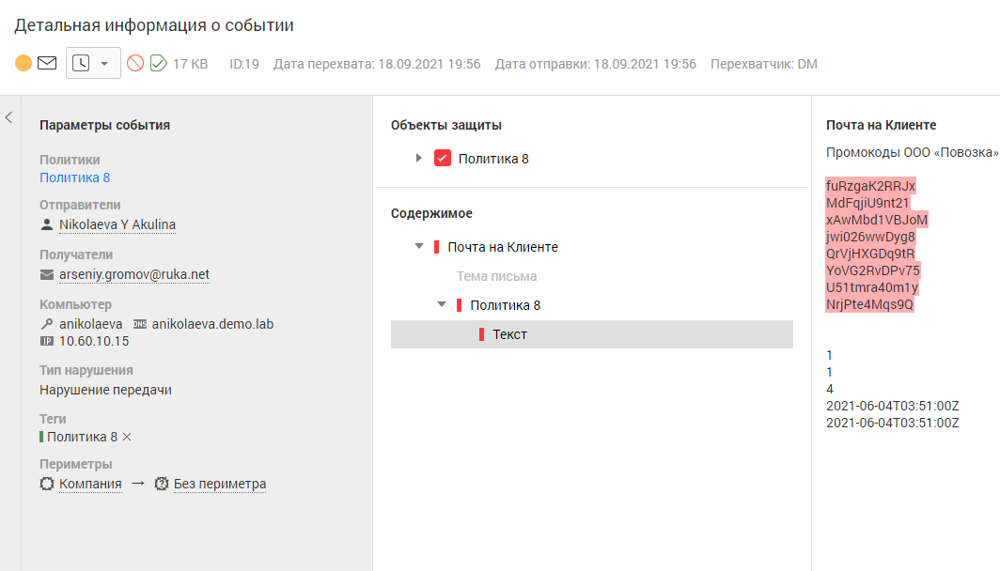 Детальная информация о событии
17 KB ID:19 Дата перехвата: 18.09.2021 19:56 Дата отправки: 18.09.2021 19:56 Перехватчик: DM
Параметры события
Политики
Политика 8
Отправители
Nikolaeva Y Akulina
Получатели
arseniy.gromov@ruka.net
Компьютер
anikolaeva DNS anikolaeva.demo.lab
IP 10.60.10.15
Тип нарушения
Нарушение передачи
Теги
Политика 8
Периметры
Компания → Без периметра
Объекты защиты
Политика 8
Содержимое
Почта на Клиенте
Тема письма
Политика 8
Текст
Почта на Клиенте
Промокоды ООО «Повозка»
fuRzgaK2RRJx
MdFqjiU9nt21
xAwMbd1VBJoM
jwi026wwDyg8
QrVjHXGDq9tR
YoVG2RvDPv75
U51tmra40m1y
NrjPte4Mqs9Q
1
1
4
2021-06-04T03:51:00Z
2021-06-04T03:51:00Z